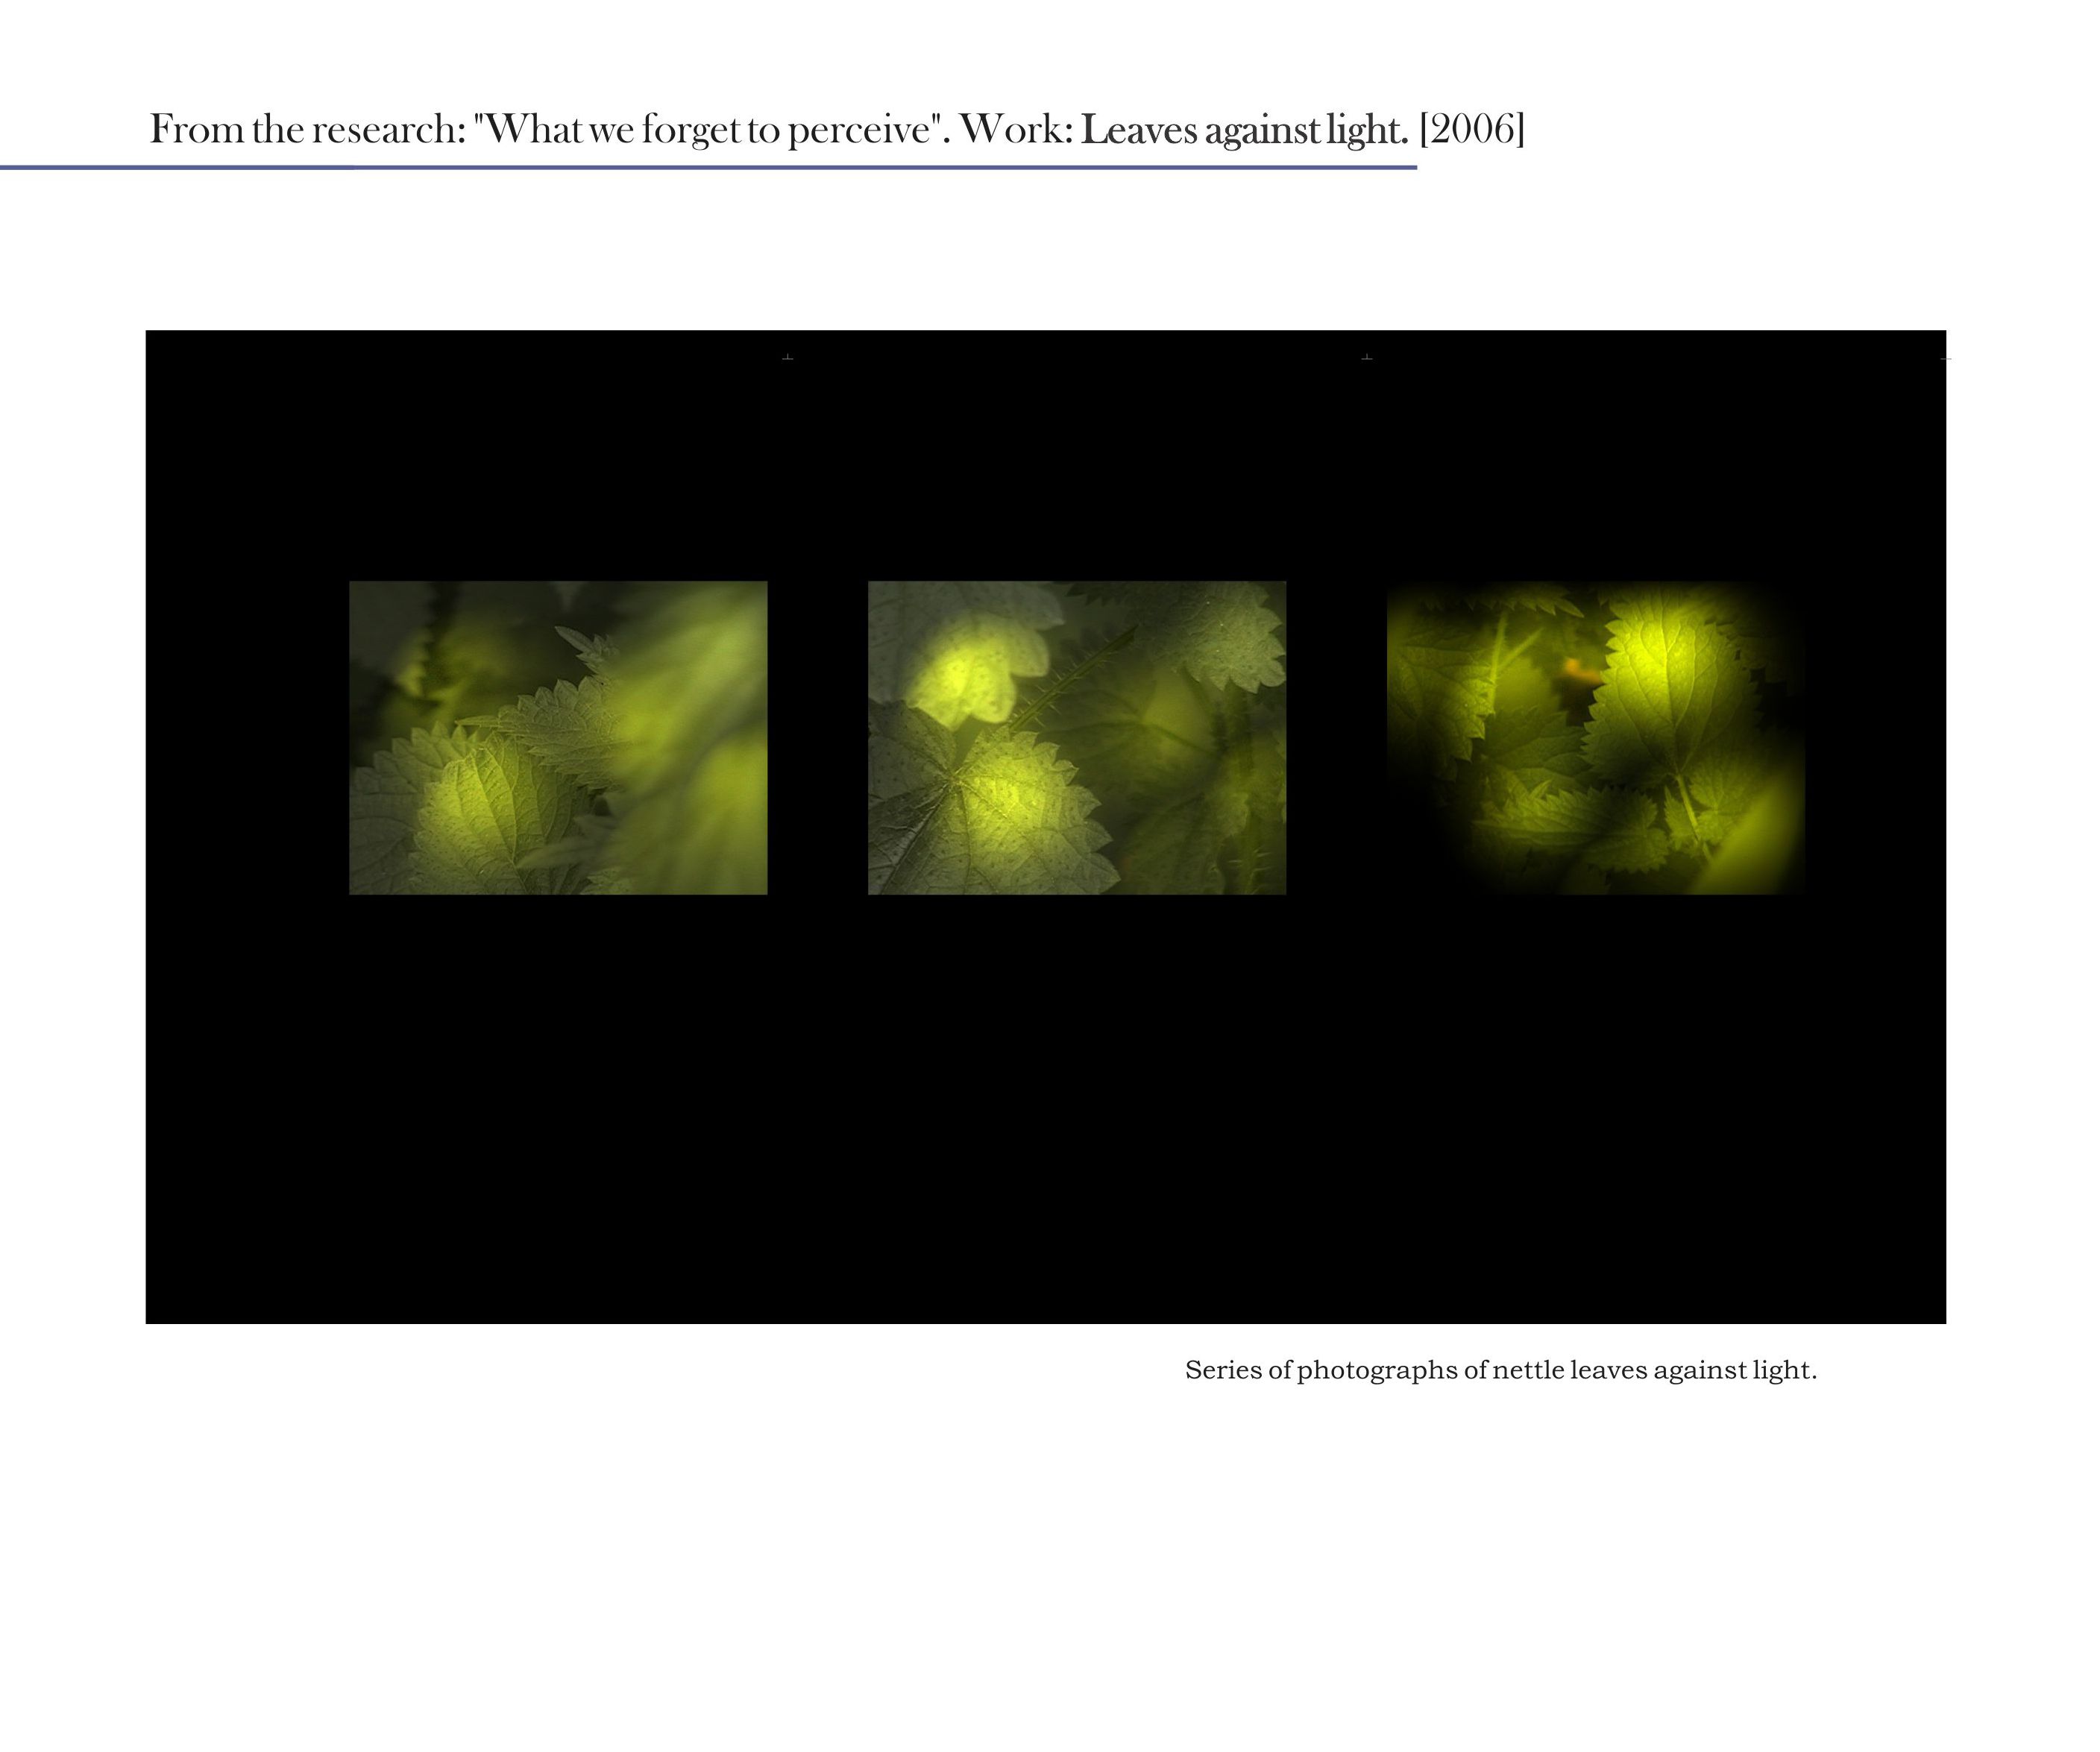 From the research: "What we forget to perceive". Work: Leaves against light. [2006]
Series of photographs of nettle leaves against light.